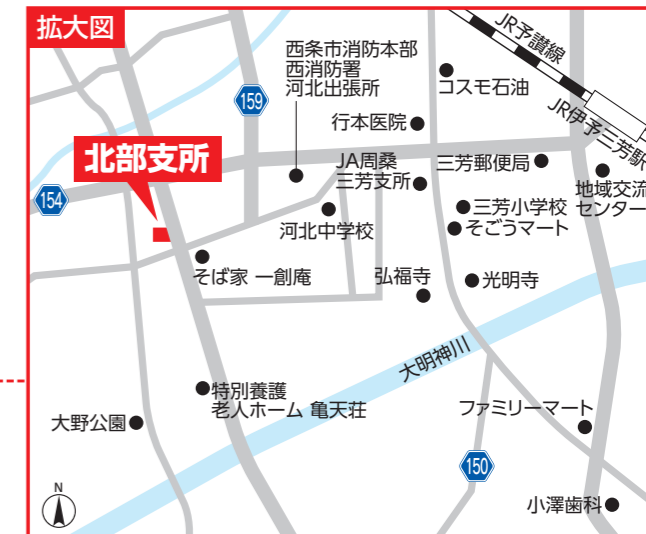 拡大図
西条市消防本部
西消防署
河北出張所
JR予讃線
コスモ石油
JR伊予三芳駅
159
行本医院
北部支所
JA周桑
三芳支所
三芳郵便局
地域交流
センター
154
三芳小学校
河北中学校
そごうマート
そば家 一創庵
弘福寺
光明寺
大明神川
特別養護
老人ホーム 亀天荘
大野公園
ファミリーマート
150
N
小澤歯科